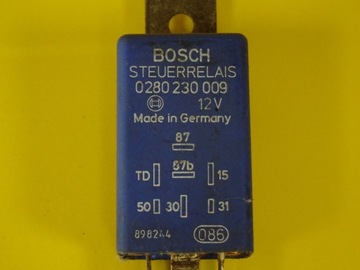 BOSCH
STEUERRELAIS
0 280 230 009
12V
Made in Germany
87
TD 87b 15
50 30 31
898244 086